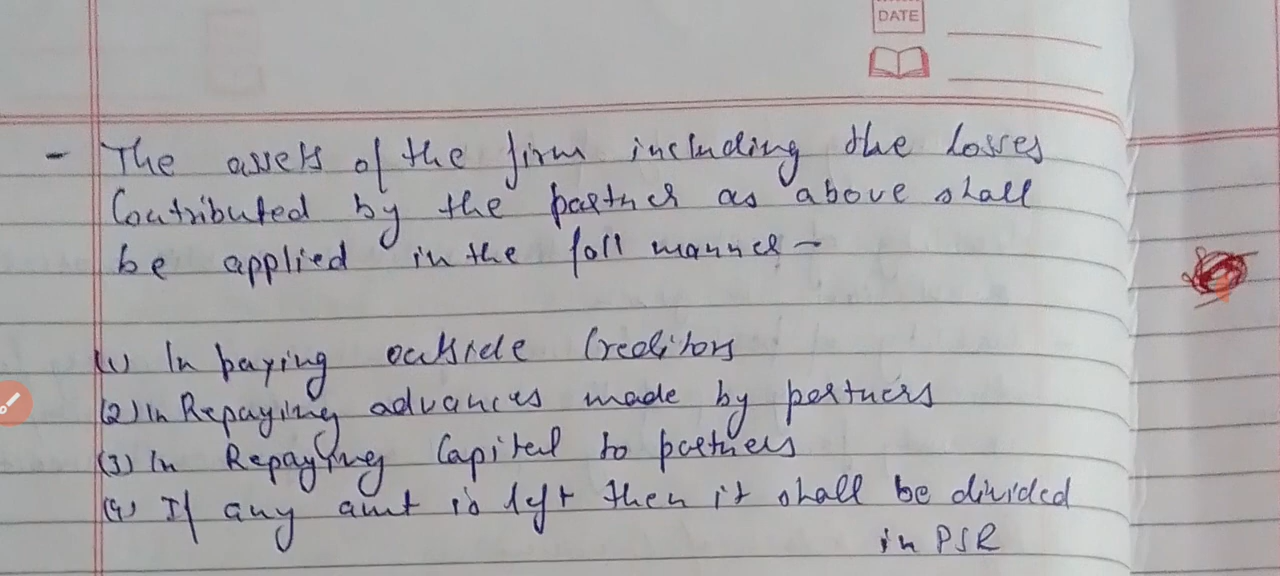 DATE
- The assets of the firm including the losses
Contributed by the partner as above shall
be applied in the foll manner -
(1) In paying outside Creditors
(2) In Repaying advances made by partners
(3) In Repaying Capital to partners
(4) If any amt is left then it shall be divided
in PSR